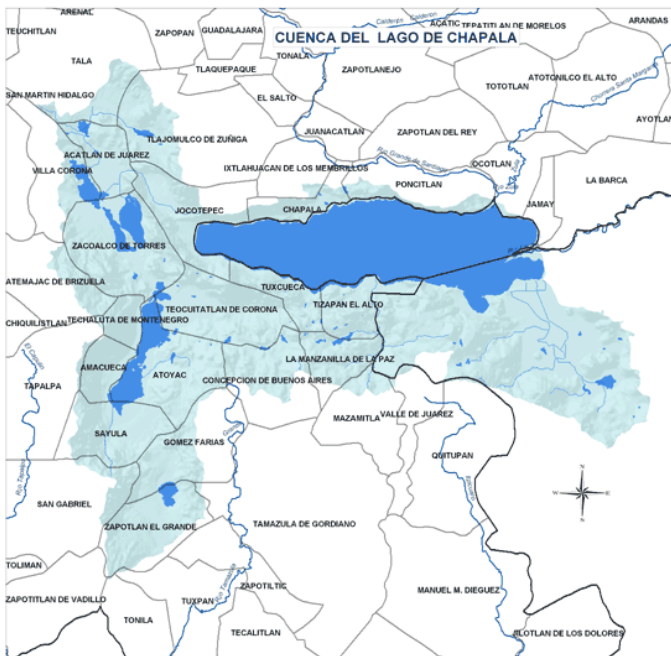 ARENAL
TEUCHITLAN
ZAPOPAN
GUADALAJARA
Calderon
ACATIC
TEPATITLAN DE MORELOS
ARANDAS
CUENCA DEL LAGO DE CHAPALA
TALA
TONALA
TLAQUEPAQUE
ZAPOTLANEJO
TOTOTLAN
ATOTONILCO EL ALTO
SAN MARTIN HIDALGO
EL SALTO
AYOTLAN
TLAJOMULCO DE ZUÑIGA
JUANACATLAN
ZAPOTLAN DEL REY
ACATLAN DE JUAREZ
Rio Grande de Santiago
OCOTLAN
VILLA CORONA
IXTLAHUACAN DE LOS MEMBRILLOS
PONCITLAN
LA BARCA
JOCOTEPEC
CHAPALA
JAMAY
ZACOALCO DE TORRES
ATEMAJAC DE BRIZUELA
TUXCUECA
TEOCUITATLAN DE CORONA
TIZAPAN EL ALTO
TECHALUTA DE MONTENEGRO
CHIQUILISTLAN
LA MANZANILLA DE LA PAZ
AMACUECA
ATOYAC
CONCEPCION DE BUENOS AIRES
TAPALPA
MAZAMITLA
VALLE DE JUAREZ
SAYULA
GOMEZ FARIAS
QUITUPAN
N
W
E
S
SAN GABRIEL
ZAPOTLAN EL GRANDE
TAMAZULA DE GORDIANO
TOLIMAN
ZAPOTILTIC
MANUEL M. DIEGUEZ
ZAPOTITLAN DE VADILLO
TUXPAN
TONILA
TECALITLAN
JILOTLAN DE LOS DOLORES